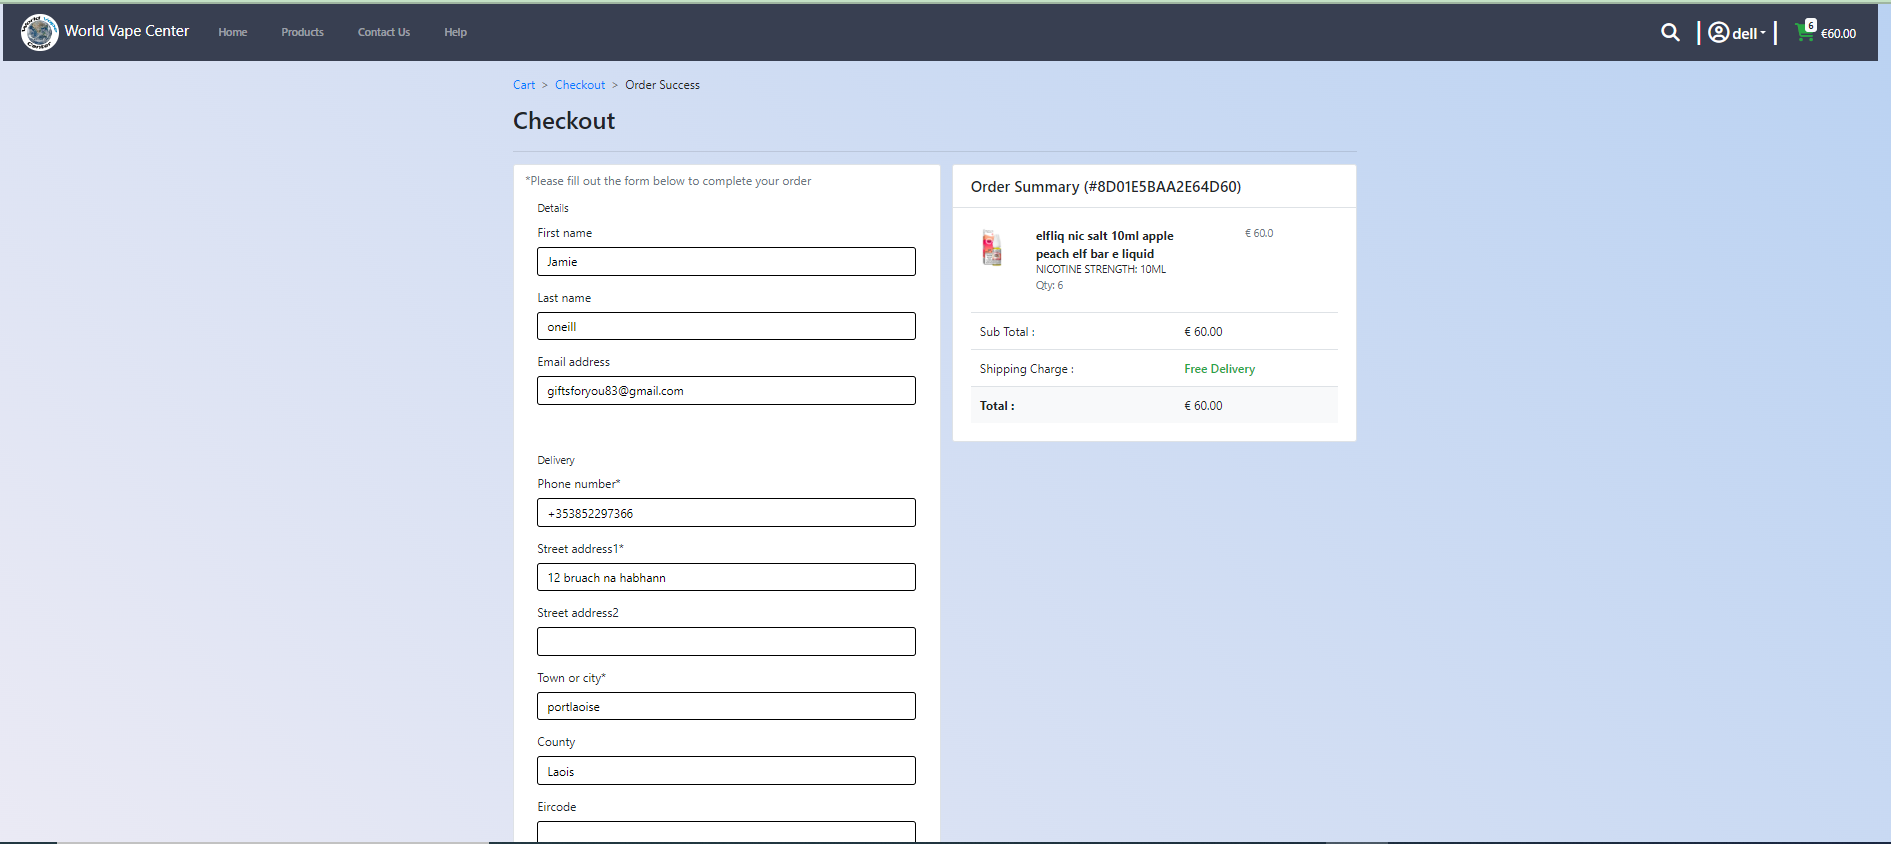 World Vape Center
World Vape Center Home Products Contact Us Help dell 6 €60.00
Cart > Checkout > Order Success
Checkout
*Please fill out the form below to complete your order
Details
First name
Jamie
Last name
oneill
Email address
giftsforyou83@gmail.com
Delivery
Phone number*
+353852297366
Street address1*
12 bruach na habhann
Street address2
Town or city*
portlaoise
County
Laois
Eircode
Order Summary (#8D01E5BAA2E64D60)
elfliq nic salt 10ml apple € 60.0
peach elf bar e liquid
NICOTINE STRENGTH: 10ML
Qty: 6
Sub Total : € 60.00
Shipping Charge : Free Delivery
Total : € 60.00